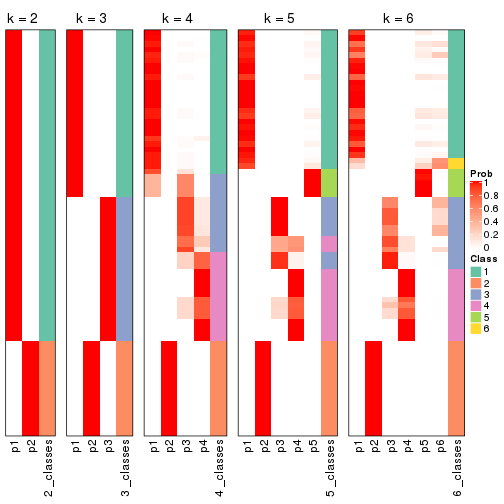 k = 2
k = 3
k = 4
k = 5
k = 6
Prob
1
0.8
0.6
0.4
0.2
0
Class
1
2
3
4
5
6
p1
p2
2_classes
p1
p2
p3
3_classes
p1
p2
p3
p4
4_classes
p1
p2
p3
p4
p5
5_classes
p1
p2
p3
p4
p5
p6
6_classes